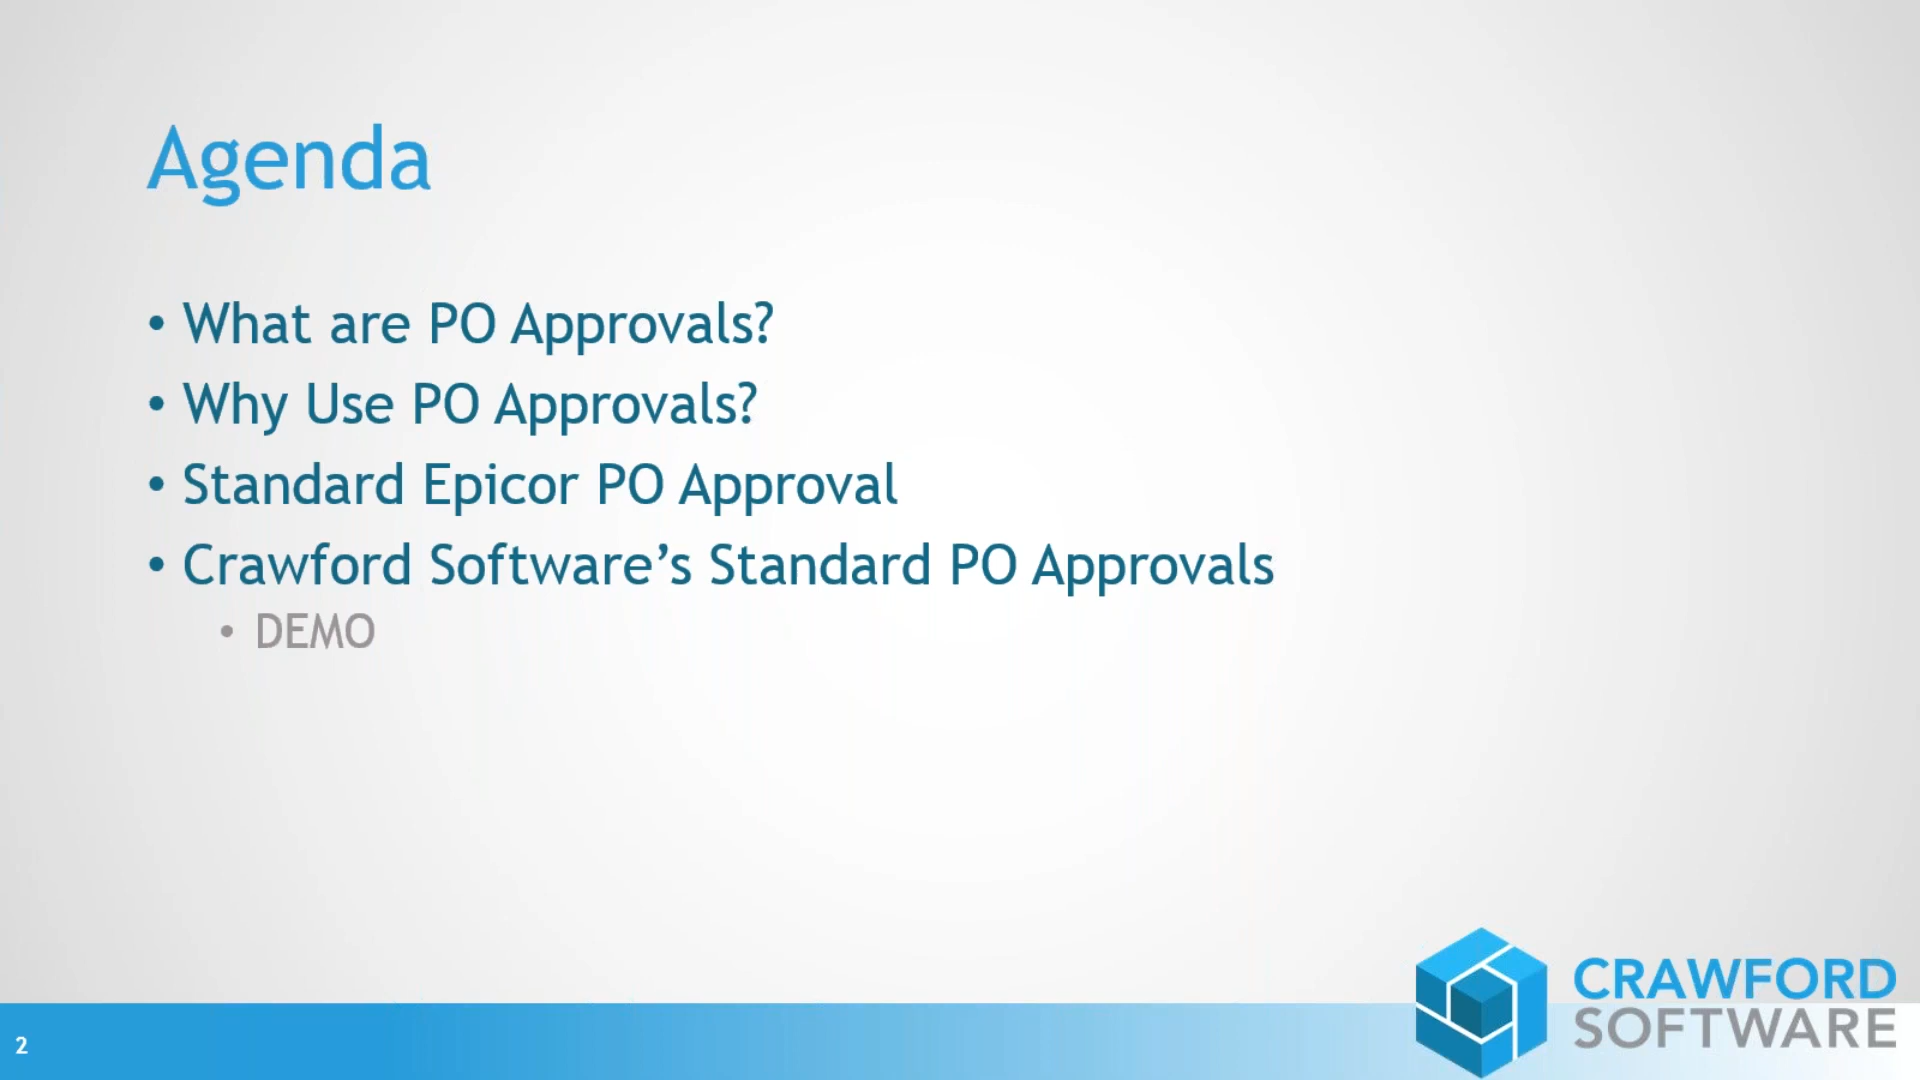 Agenda
• What are PO Approvals?
• Why Use PO Approvals?
• Standard Epicor PO Approval
• Crawford Software’s Standard PO Approvals
• DEMO
2
CRAWFORD
SOFTWARE